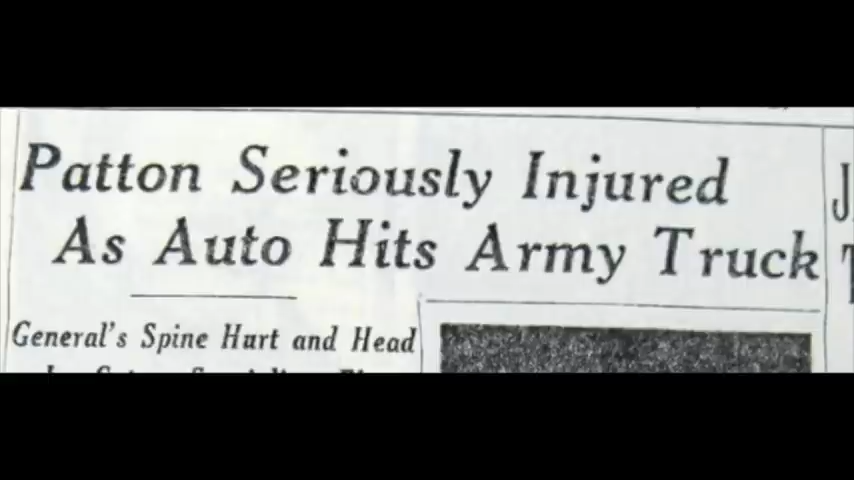 Patton Seriously Injured
As Auto Hits Army Truck
General's Spine Hurt and Head